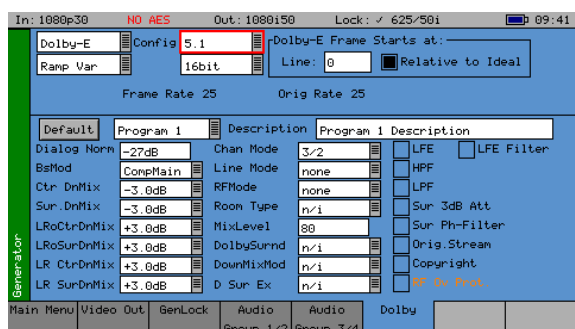 In: 1080p30 NO AES Out: 1080i50 Lock: ✓ 625/50i 09:41
Dolby-E Config 5.1 Dolby-E Frame Starts at:
Ramp Var 16bit Line: 0 Relative to Ideal
Frame Rate 25 Orig Rate 25
Default Program 1 Description Program 1 Description
Dialog Norm -27dB Chan Mode 3/2 LFE LFE Filter
BsMod CompMain Line Mode none HPF
Ctr DnMix -3.0dB RFMode none LPF
Sur.DnMix -3.0dB Room Type n/i Sur 3dB Att
LRoCtrDnMix +3.0dB MixLevel 80 Sur Ph-Filter
LRoSurDnMix +3.0dB DolbySurnd n/i Orig.Stream
LR CtrDnMix +3.0dB DownMixMod n/i Copyright
LR SurDnMix +3.0dB D Sur Ex n/i RF Ov Prot
Generator
Main Menu Video Out GenLock Audio Audio Dolby
Group 1/2 Group 3/4